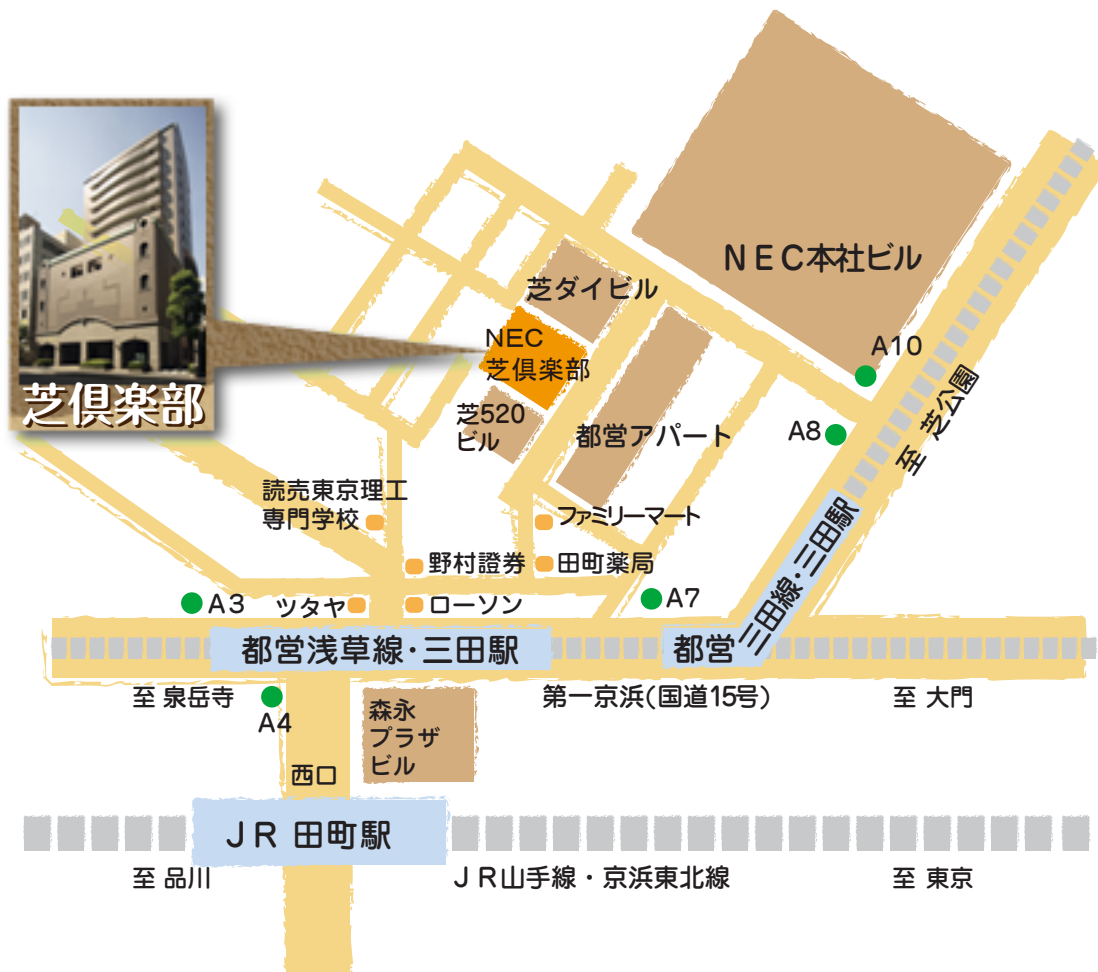 NEC本社ビル
芝ダイビル
NEC
芝倶楽部
A10
芝倶楽部
芝520
ビル
都営アパート
A8
至 芝公園
読売東京理工
専門学校
ファミリーマート
野村證券
田町薬局
A3
ツタヤ
ローソン
A7
都営浅草線・三田駅
都営
三田線・三田駅
至 泉岳寺
A4
第一京浜(国道15号)
至 大門
森永
プラザ
ビル
西口
JR 田町駅
至 品川
JR山手線・京浜東北線
至 東京